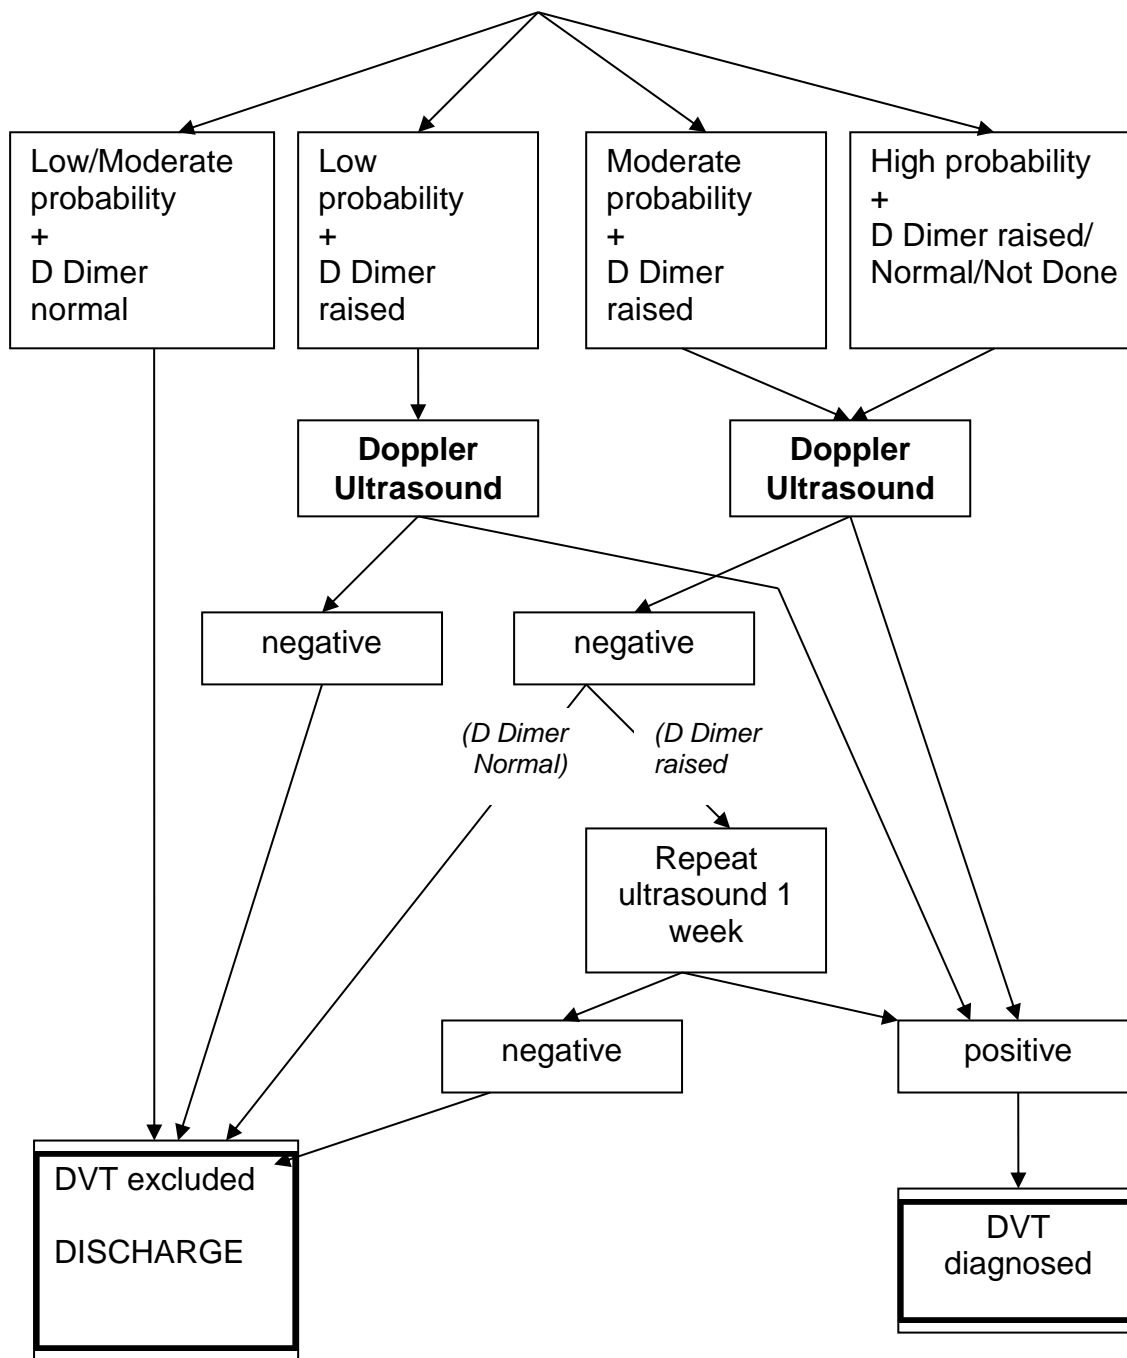 Low/Moderate
probability
+
D Dimer
normal
Low
probability
+
D Dimer
raised
Moderate
probability
+
D Dimer
raised
High probability
+
D Dimer raised/
Normal/Not Done
Doppler
Ultrasound
Doppler
Ultrasound
negative
negative
(D Dimer
Normal)
(D Dimer
raised
Repeat
ultrasound 1
week
negative
positive
DVT excluded
DISCHARGE
DVT
diagnosed